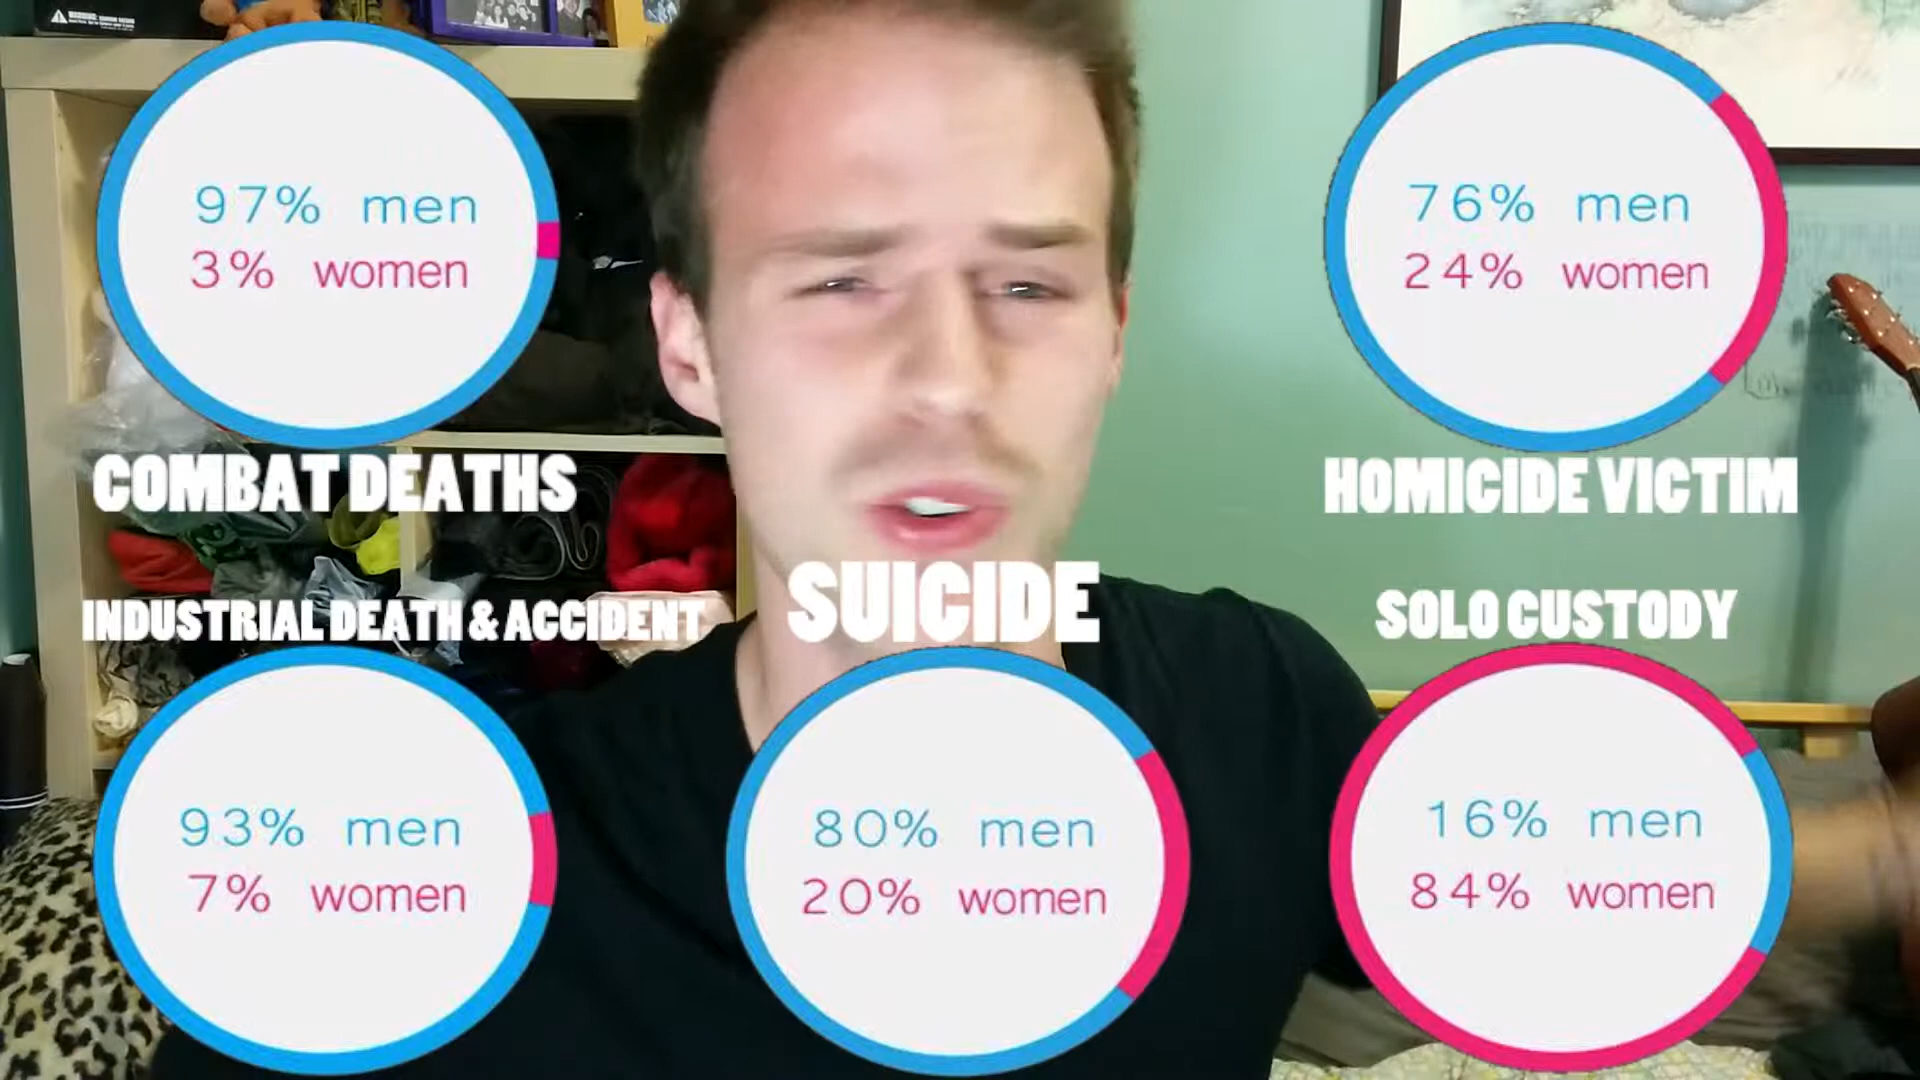 97% men
3% women
COMBAT DEATHS
76% men
24% women
HOMICIDE VICTIM
INDUSTRIAL DEATH & ACCIDENT
93% men
7% women
SUICIDE
80% men
20% women
SOLO CUSTODY
16% men
84% women